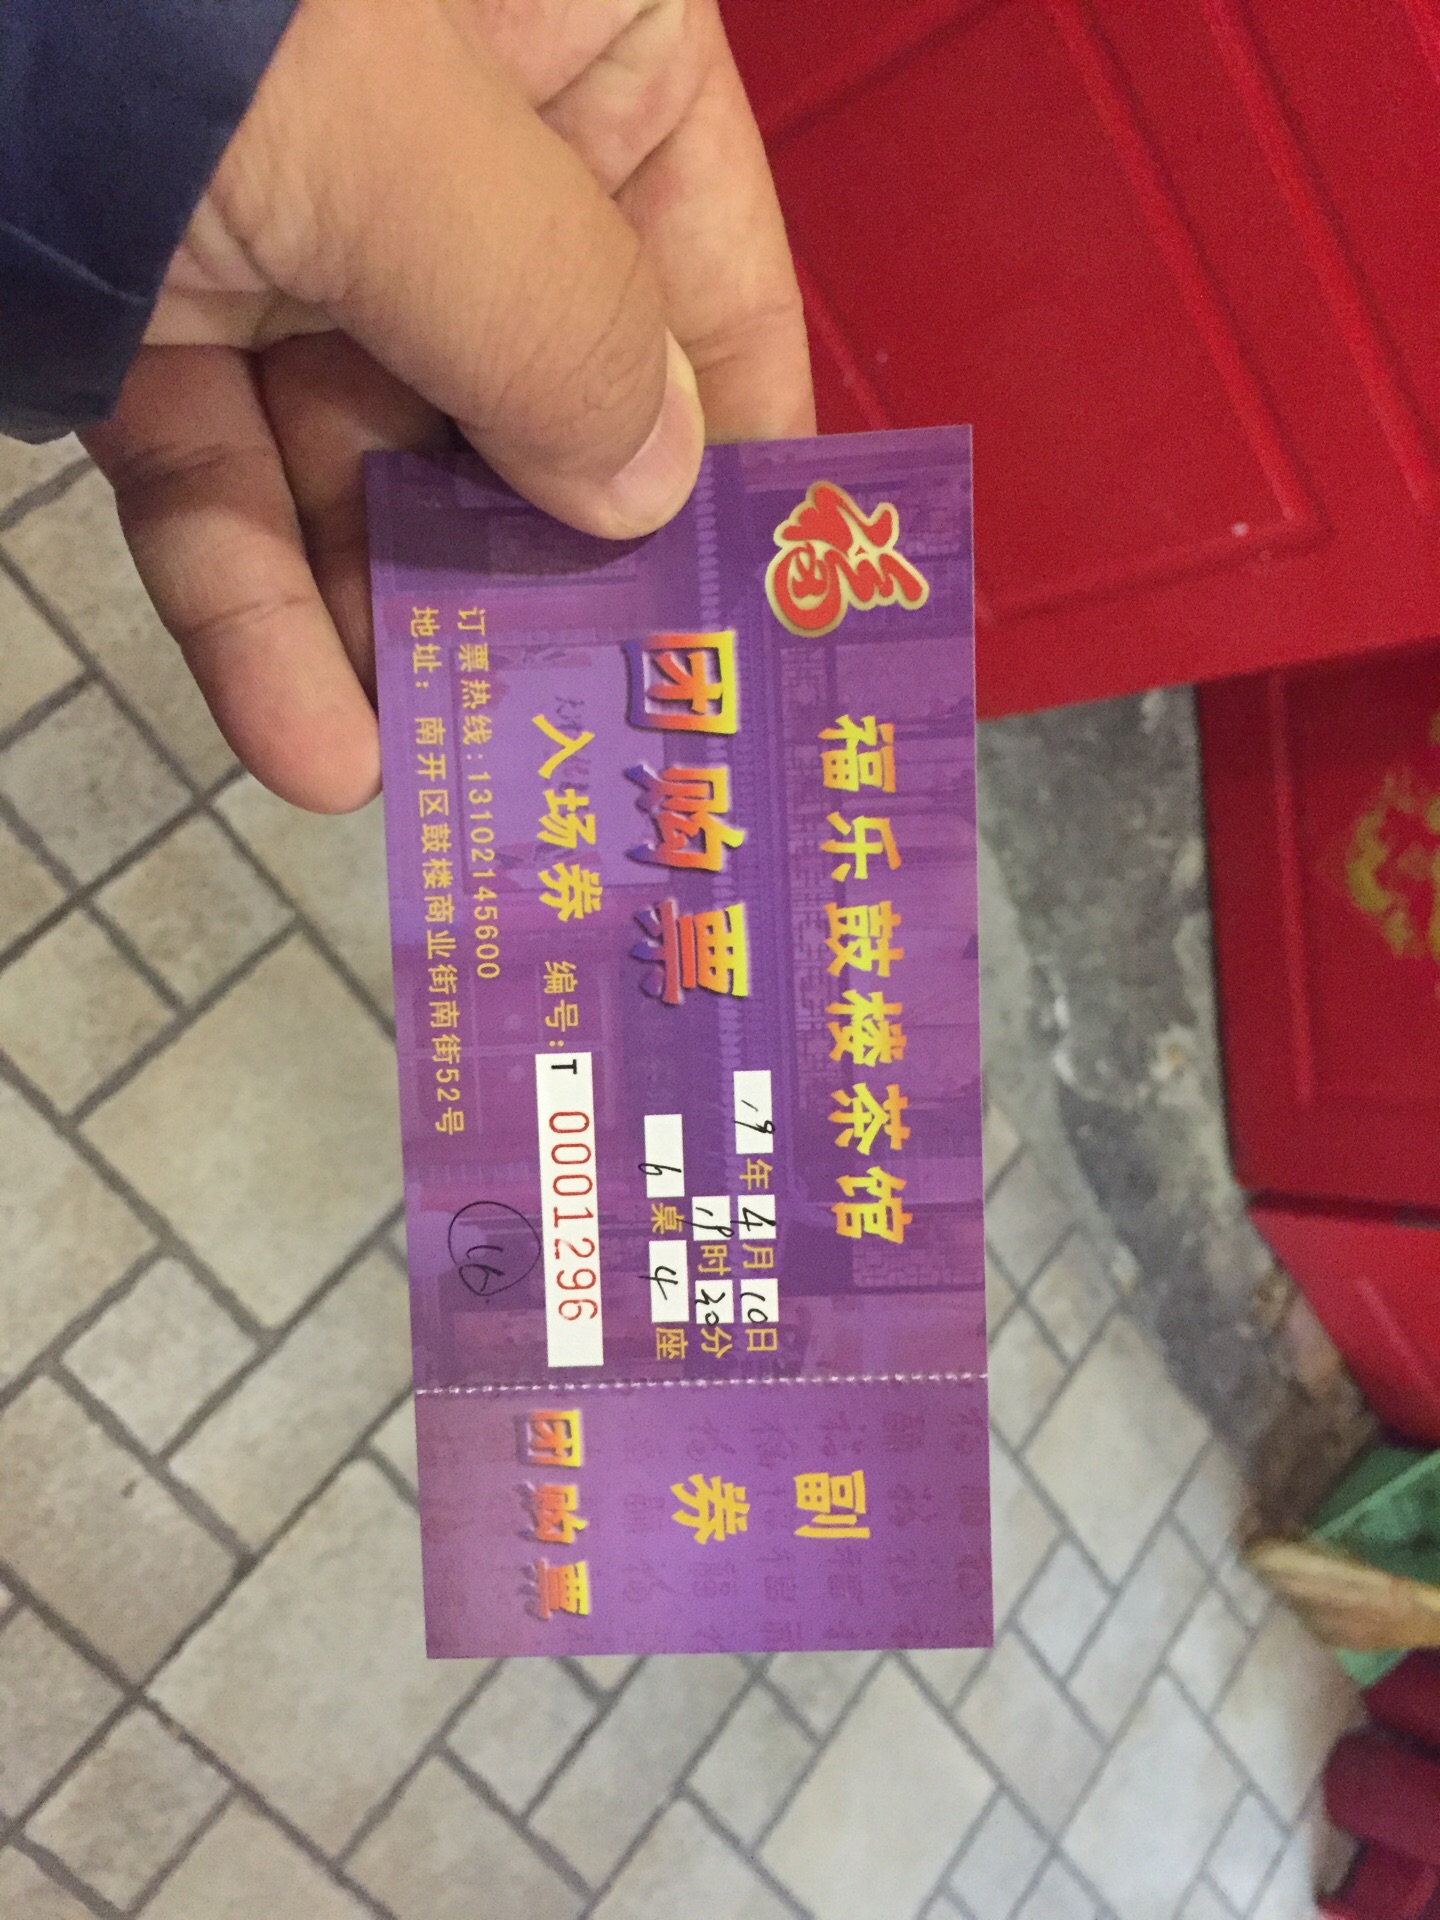 福
福乐鼓楼茶馆
团购票
19年4月10日
19时20分
6桌4座
入场券 编号:T 0001296
订票热线:13102145600
地址: 南开区鼓楼商业街南街52号
16
副券
团购票